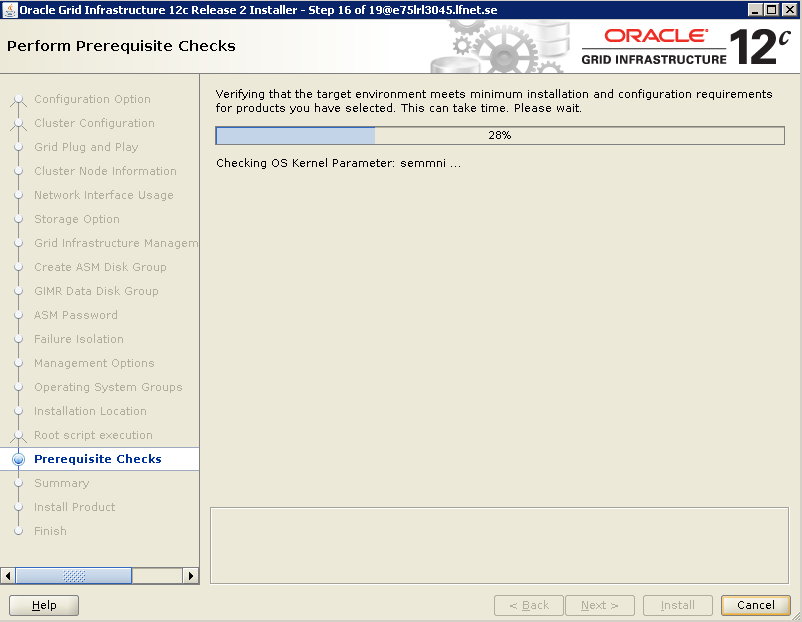 Oracle Grid Infrastructure 12c Release 2 Installer - Step 16 of 19@e75lrl3045.lfnet.se
Perform Prerequisite Checks
ORACLE®
GRID INFRASTRUCTURE 12c
Configuration Option
Cluster Configuration
Grid Plug and Play
Cluster Node Information
Network Interface Usage
Storage Option
Grid Infrastructure Managem
Create ASM Disk Group
GIMR Data Disk Group
ASM Password
Failure Isolation
Management Options
Operating System Groups
Installation Location
Root script execution
Prerequisite Checks
Summary
Install Product
Finish
Verifying that the target environment meets minimum installation and configuration requirements
for products you have selected. This can take time. Please wait.
28%
Checking OS Kernel Parameter: semmni ...
Help
< Back
Next >
Install
Cancel